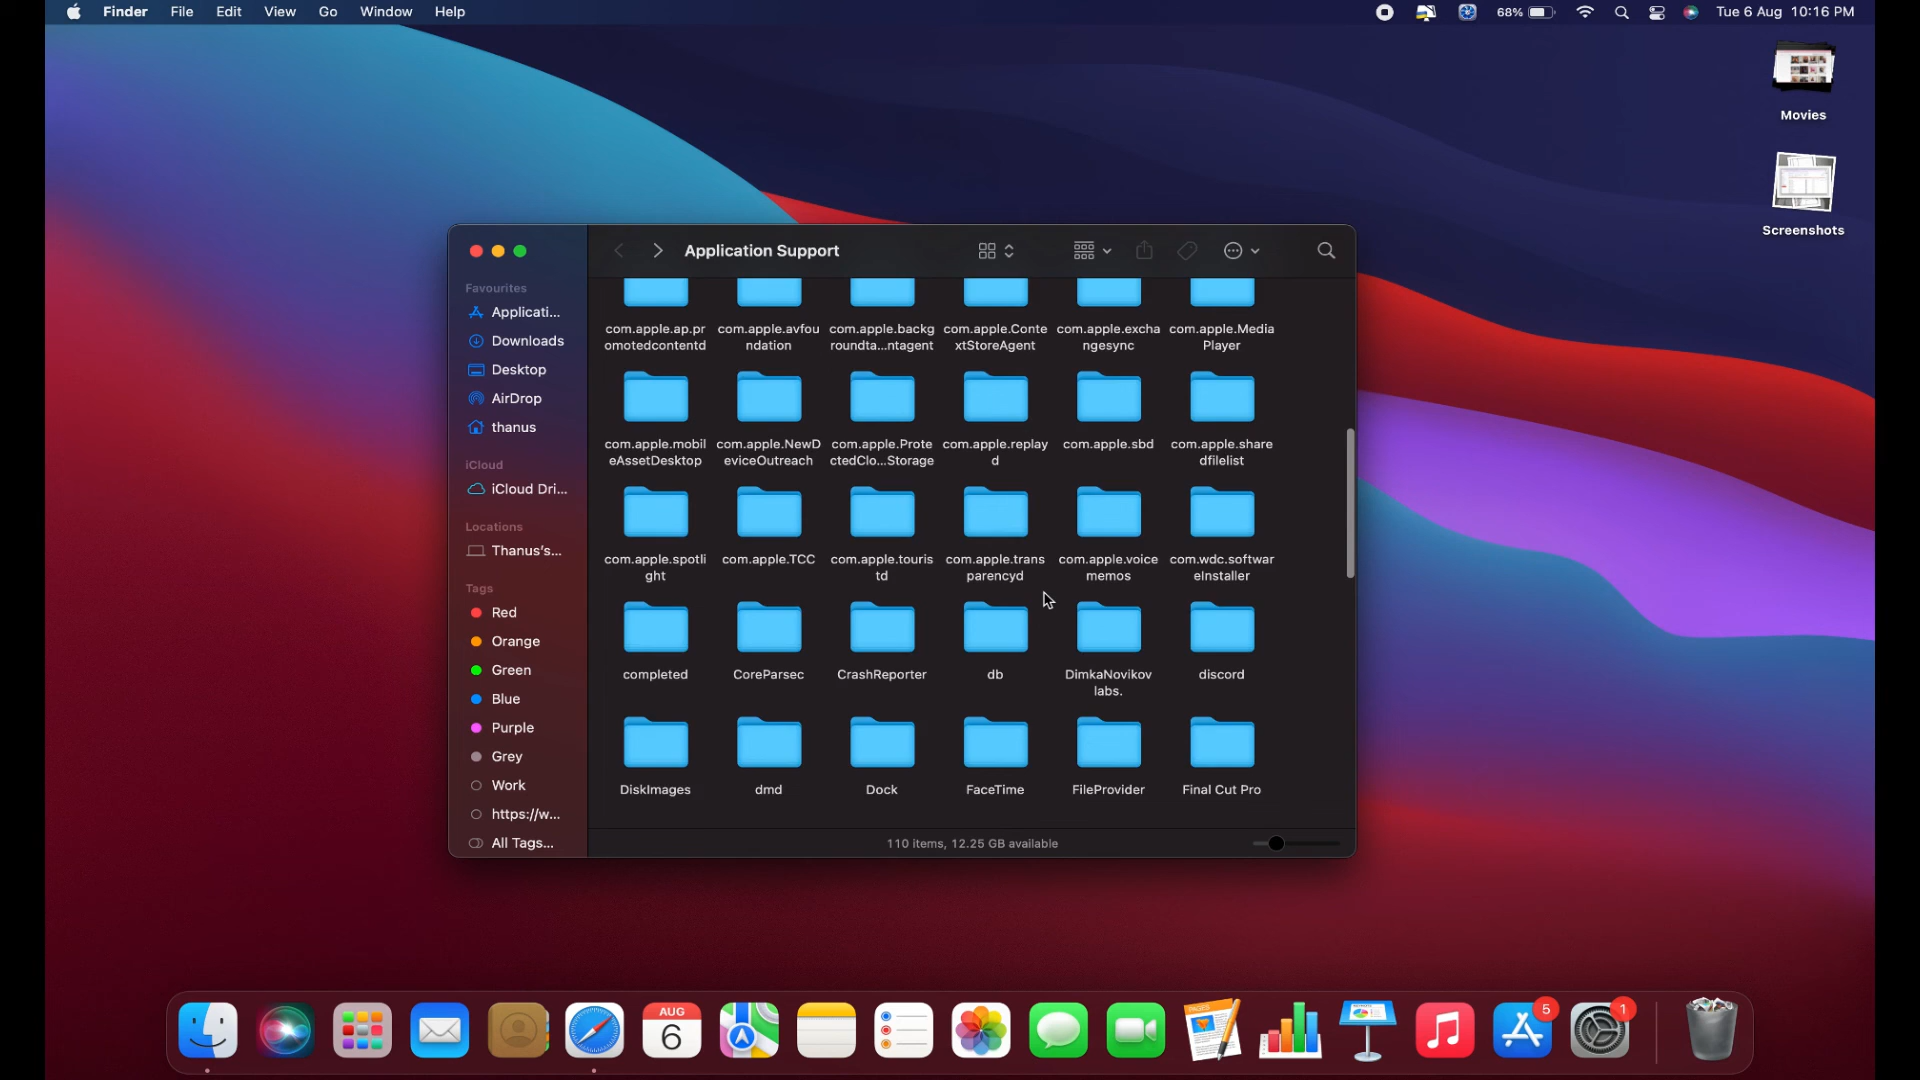 Finder File Edit View Go Window Help
68% Tue 6 Aug 10:16 PM
Movies
Screenshots
Application Support
Favourites
Applicati...
Downloads
Desktop
AirDrop
thanus
iCloud
iCloud Dri...
Locations
Thanus's...
Tags
Red
Orange
Green
Blue
Purple
Grey
Work
https://w...
All Tags...
com.apple.ap.pr com.apple.avfou com.apple.backg com.apple.Conte com.apple.excha com.apple.Media
omotedcontentd ndation roundta...ntagent xtStoreAgent ngesync Player
com.apple.mobil com.apple.NewD com.apple.Prote com.apple.replay com.apple.sbd com.apple.share
eAssetDesktop eviceOutreach ctedClo...Storage d dfilelist
com.apple.spotli com.apple.TCC com.apple.touris com.apple.trans com.apple.voice com.wdc.softwar
ght td parencyd memos eInstaller
completed CoreParsec CrashReporter db DimkaNovikov discord
labs.
DiskImages dmd Dock FaceTime FileProvider Final Cut Pro
110 items, 12.25 GB available
AUG
6
PAGES
5
1